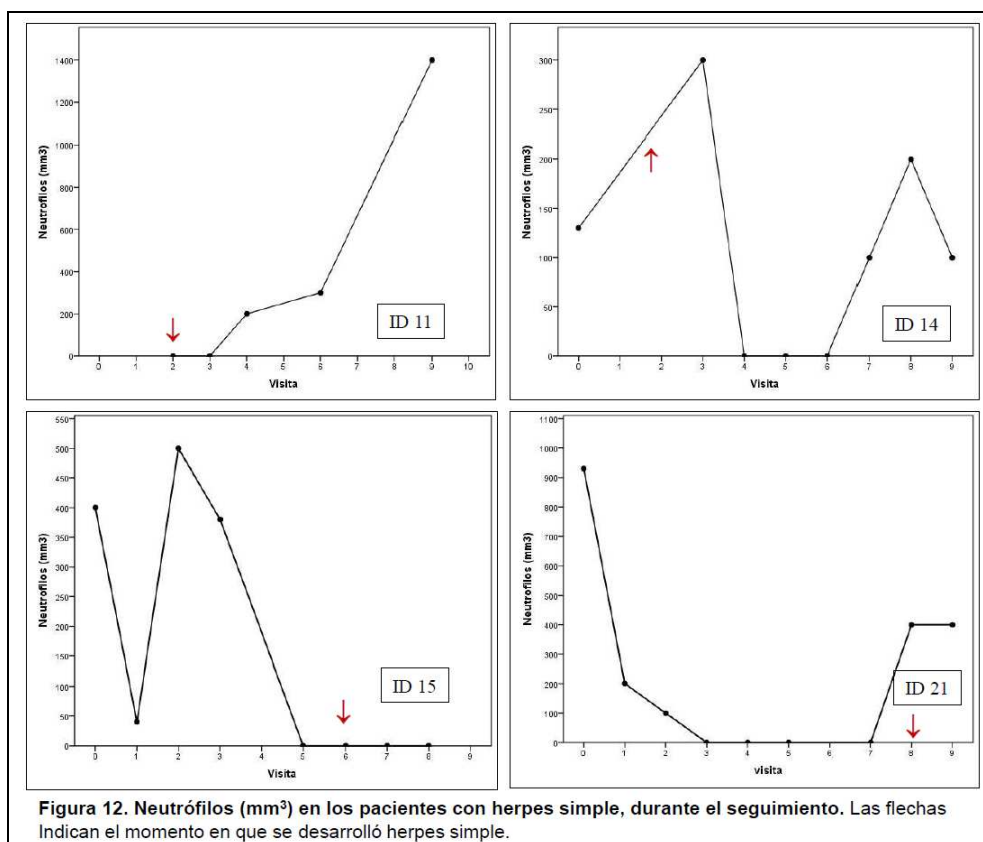 1400
1200
1000
800
600
400
200
0
Neutrofilos (mm3)
0 1 2 3 4 5 6 7 8 9 10
Visita
ID 11
300
250
200
150
100
50
0
Neutrofilos (mm3)
0 1 2 3 4 5 6 7 8 9
Visita
ID 14
550
500
450
400
350
300
250
200
150
100
50
0
Neutrofilos (mm3)
0 1 2 3 4 5 6 7 8 9
Visita
ID 15
1100
1000
900
800
700
600
500
400
300
200
100
0
Neutrofilos (mm3)
0 1 2 3 4 5 6 7 8 9
visita
ID 21
Figura 12. Neutrófilos (mm³) en los pacientes con herpes simple, durante el seguimiento. Las flechas
Indican el momento en que se desarrolló herpes simple.